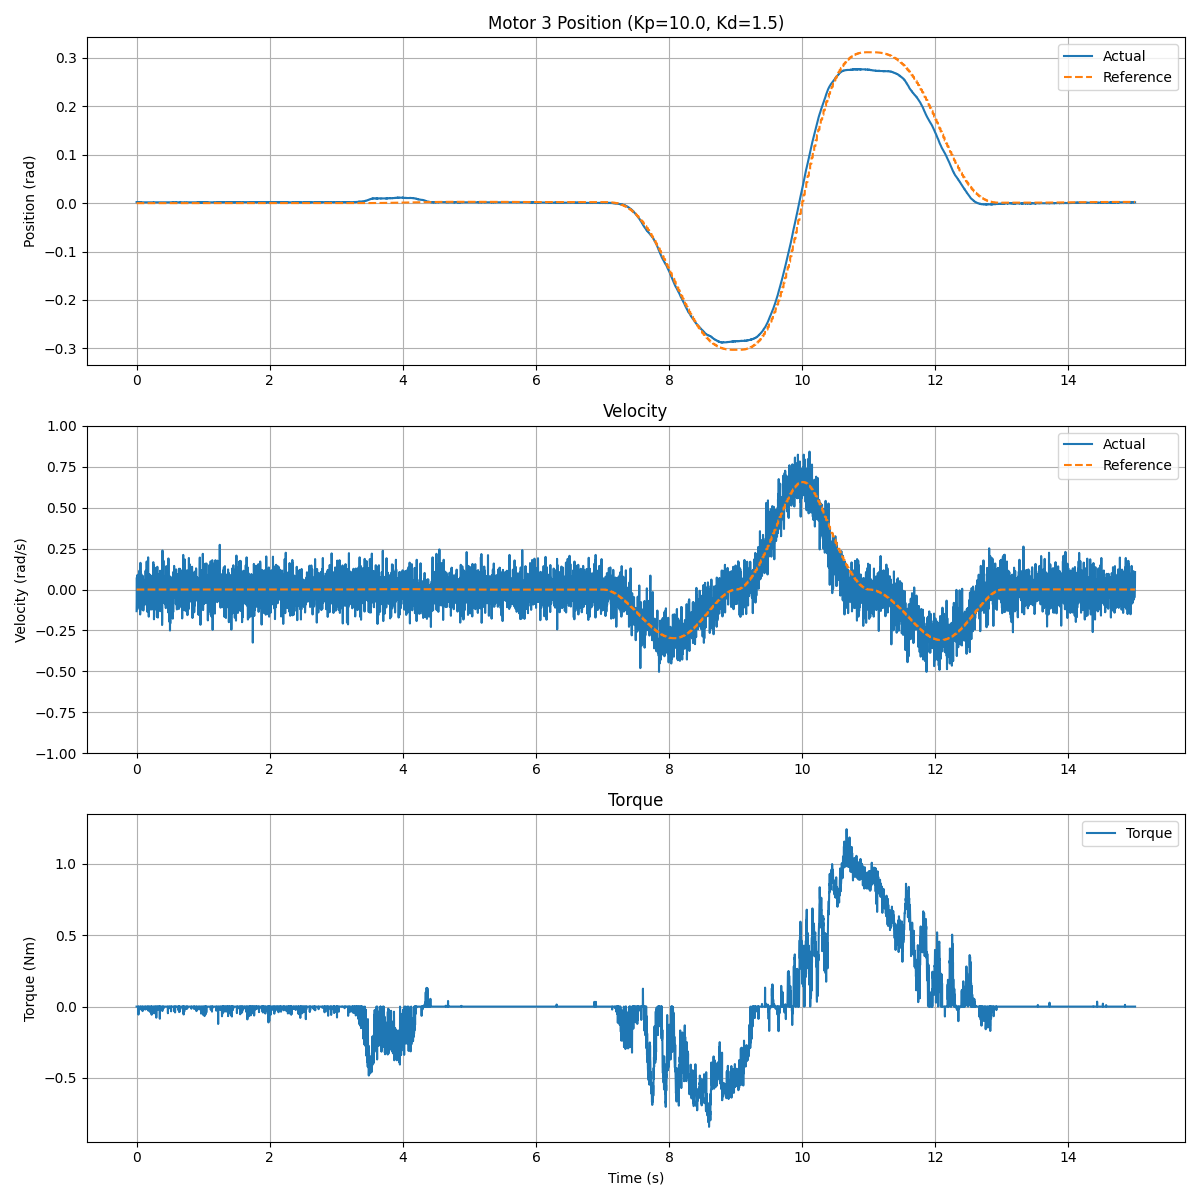 Motor 3 Position (Kp=10.0, Kd=1.5)
Position (rad)
0.3
0.2
0.1
0.0
−0.1
−0.2
−0.3
Actual
Reference
0 2 4 6 8 10 12 14
Velocity
Velocity (rad/s)
1.00
0.75
0.50
0.25
0.00
−0.25
−0.50
−0.75
−1.00
Actual
Reference
0 2 4 6 8 10 12 14
Torque
Torque (Nm)
1.0
0.5
0.0
−0.5
Torque
0 2 4 6 8 10 12 14
Time (s)